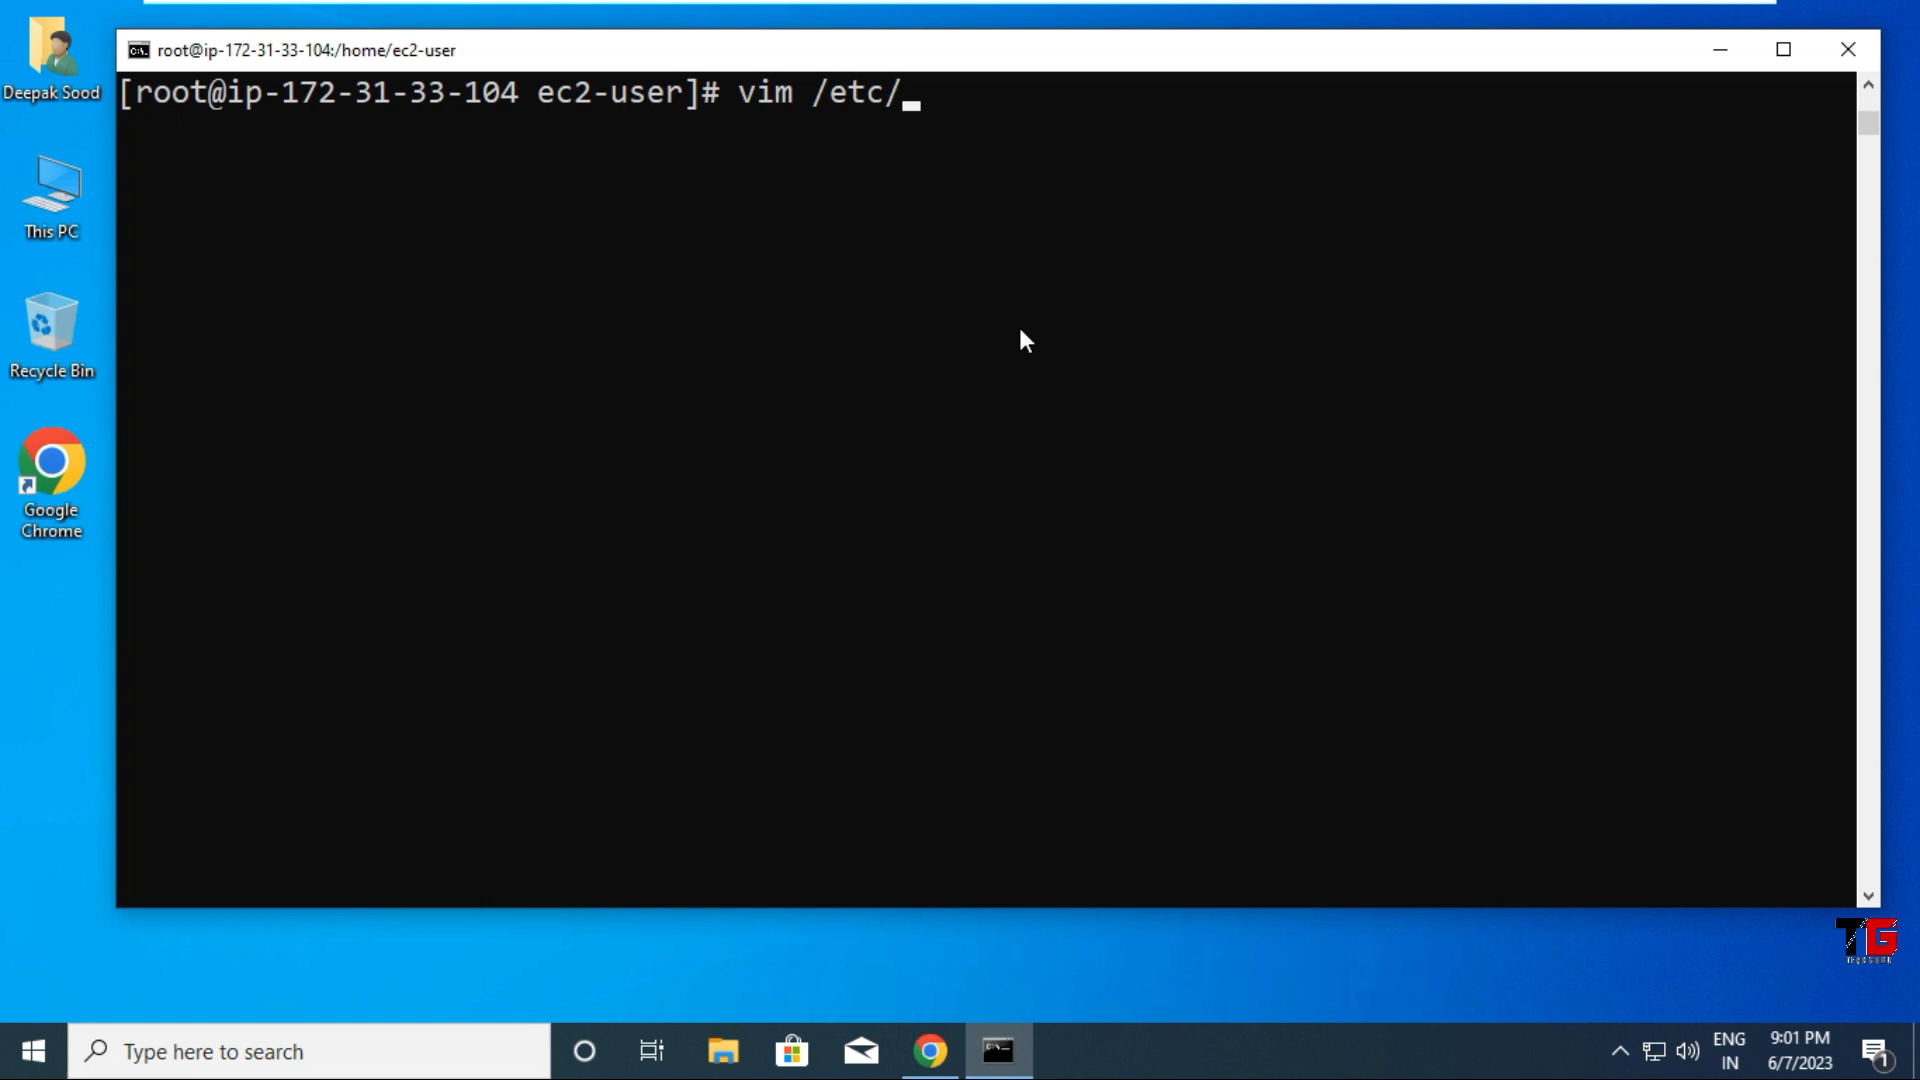 root@ip-172-31-33-104:/home/ec2-user
[root@ip-172-31-33-104 ec2-user]# vim /etc/
Deepak Sood
This PC
Recycle Bin
Google
Chrome
TG
Type here to search
ENG
IN
9:01 PM
6/7/2023
1